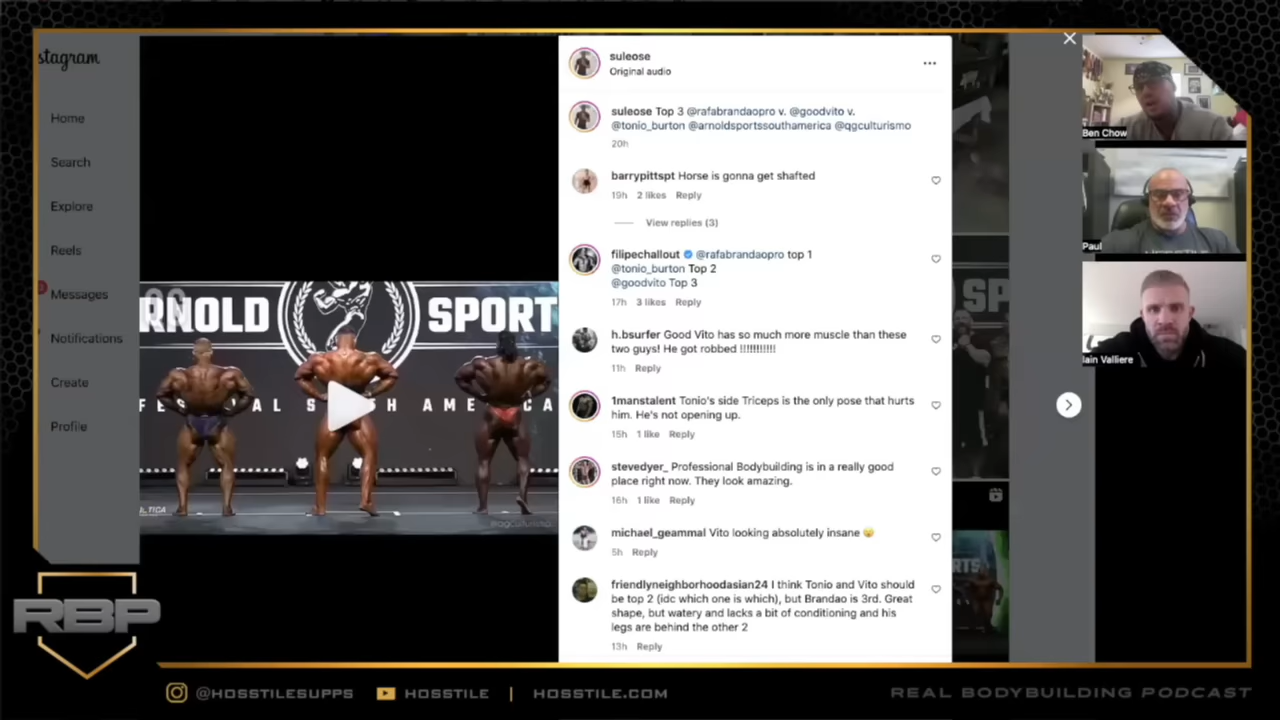 stagram
Home
Search
Explore
Reels
Messages
Notifications
Create
Profile
RNOLD
SPORT
FE
AL S
H AME
CA
@qgculturismo
suleose
Original audio
suleose Top 3 @rafabrandaopro v. @goodvito v.
@tonio_burton @arnoldsportssouthamerica @qgculturismo
20h
barrypittspt Horse is gonna get shafted
19h 2 likes Reply
View replies (3)
filipechallout @rafabrandaopro top 1
@tonio_burton Top 2
@goodvito Top 3
17h 3 likes Reply
h.bsurfer Good Vito has so much more muscle than these
two guys! He got robbed !!!!!!!!!!!
11h Reply
1manstalent Tonio's side Triceps is the only pose that hurts
him. He's not opening up.
15h 1 like Reply
stevedyer_ Professional Bodybuilding is in a really good
place right now. They look amazing.
16h 1 like Reply
michael_geammal Vito looking absolutely insane 😮
5h Reply
friendlyneighborhoodasian24 I think Tonio and Vito should
be top 2 (idc which one is which), but Brandao is 3rd. Great
shape, but watery and lacks a bit of conditioning and his
legs are behind the other 2
13h Reply
SP
RTS
Ben Chow
Paul
Iain Valliere
RBP
@HOSSTILESUPPS
HOSSTILE | HOSSTILE.COM
REAL BODYBUILDING PODCAST